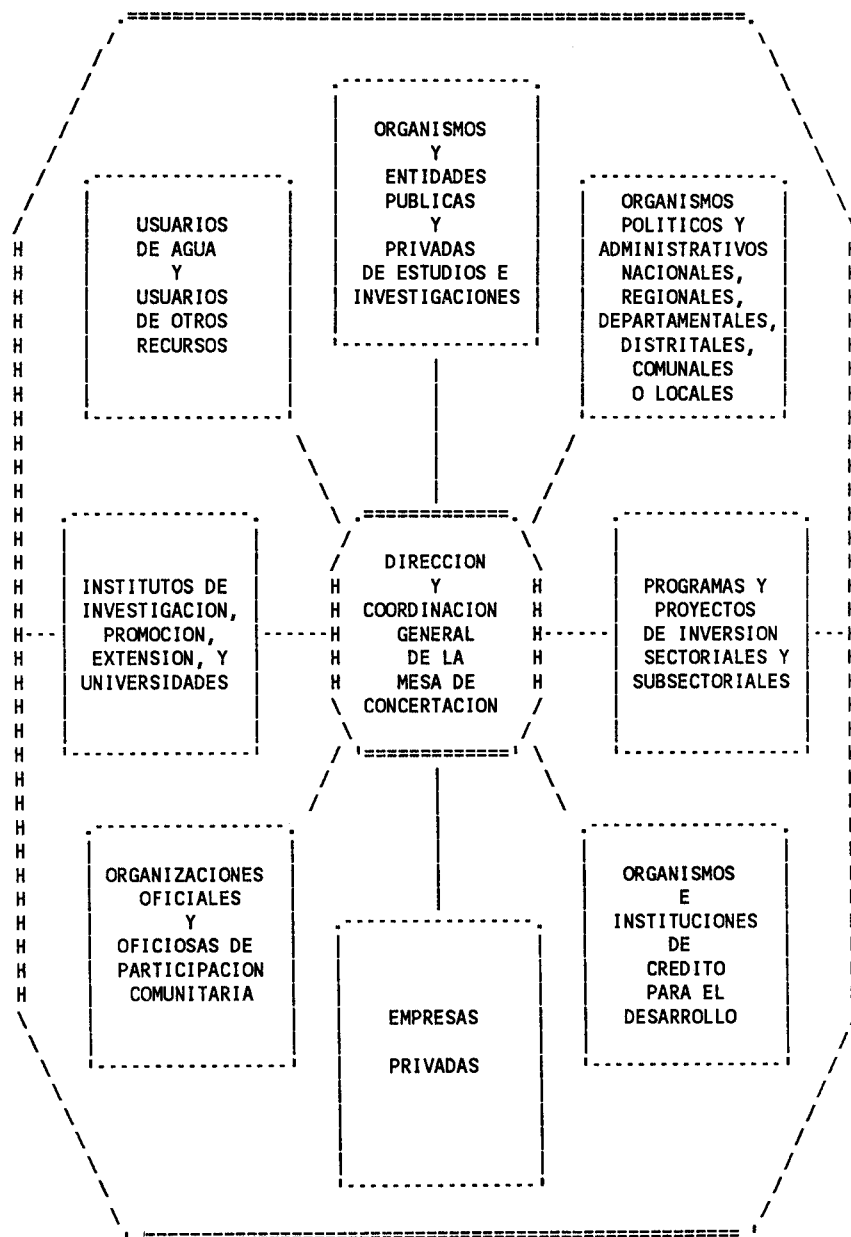 ORGANISMOS
Y
ENTIDADES
PUBLICAS
Y
PRIVADAS
DE ESTUDIOS E
INVESTIGACIONES
USUARIOS
DE AGUA
Y
USUARIOS
DE OTROS
RECURSOS
ORGANISMOS
POLITICOS Y
ADMINISTRATIVOS
NACIONALES,
REGIONALES,
DEPARTAMENTALES,
DISTRITALES,
COMUNALES
O LOCALES
INSTITUTOS DE
INVESTIGACION,
PROMOCION,
EXTENSION, Y
UNIVERSIDADES
DIRECCION
Y
COORDINACION
GENERAL
DE LA
MESA DE
CONCERTACION
PROGRAMAS Y
PROYECTOS
DE INVERSION
SECTORIALES Y
SUBSECTORIALES
ORGANIZACIONES
OFICIALES
Y
OFICIOSAS DE
PARTICIPACION
COMUNITARIA
EMPRESAS
PRIVADAS
ORGANISMOS
E
INSTITUCIONES
DE
CREDITO
PARA EL
DESARROLLO